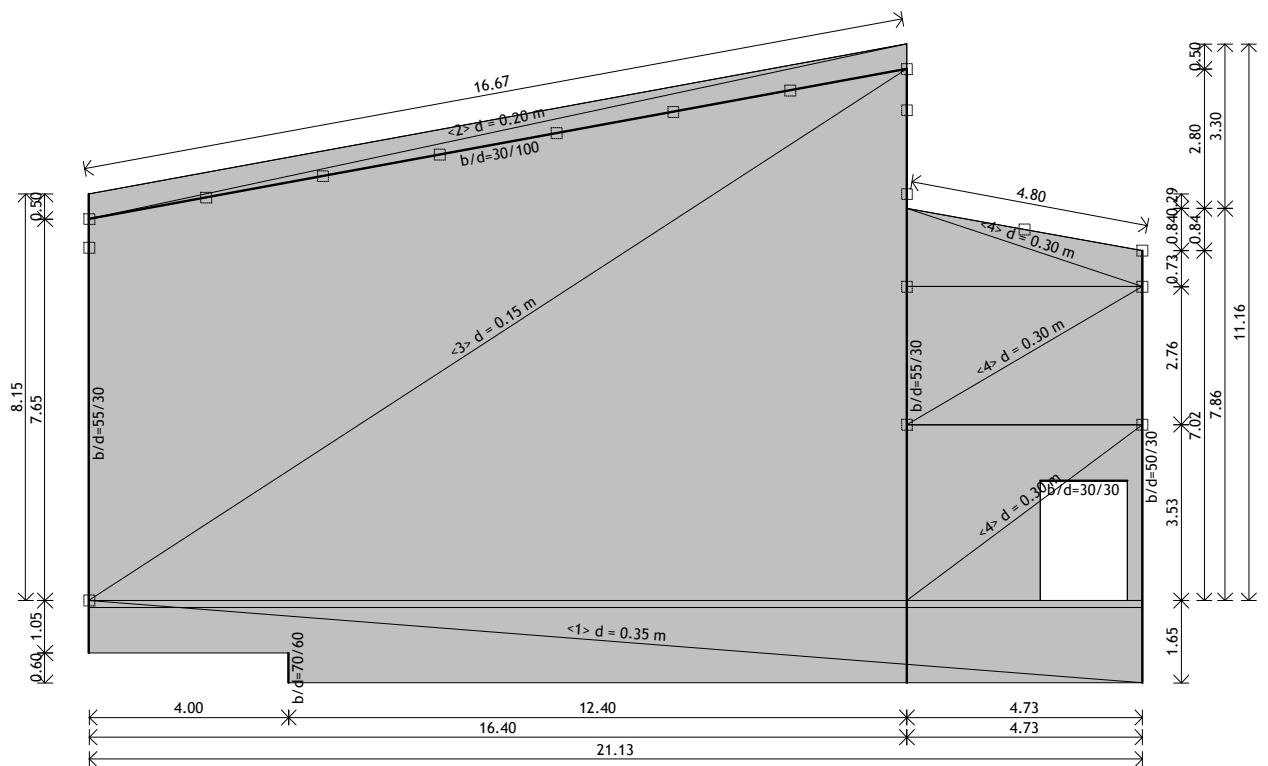 16.67
<2> d = 0.20 m
b/d=30/100
4.80
<4> d = 0.30 m
<3> d = 0.15 m
<4> d = 0.30 m
<4> d = 0.30 m
b/d=30/30
b/d=55/30
b/d=55/30
b/d=50/30
<1> d = 0.35 m
b/d=70/60
0.50
8.15
7.65
1.05
0.60
0.50
2.80
3.30
0.29
0.84
0.84
0.73
2.76
11.16
7.86
7.02
3.53
1.65
4.00
12.40
4.73
16.40
4.73
21.13